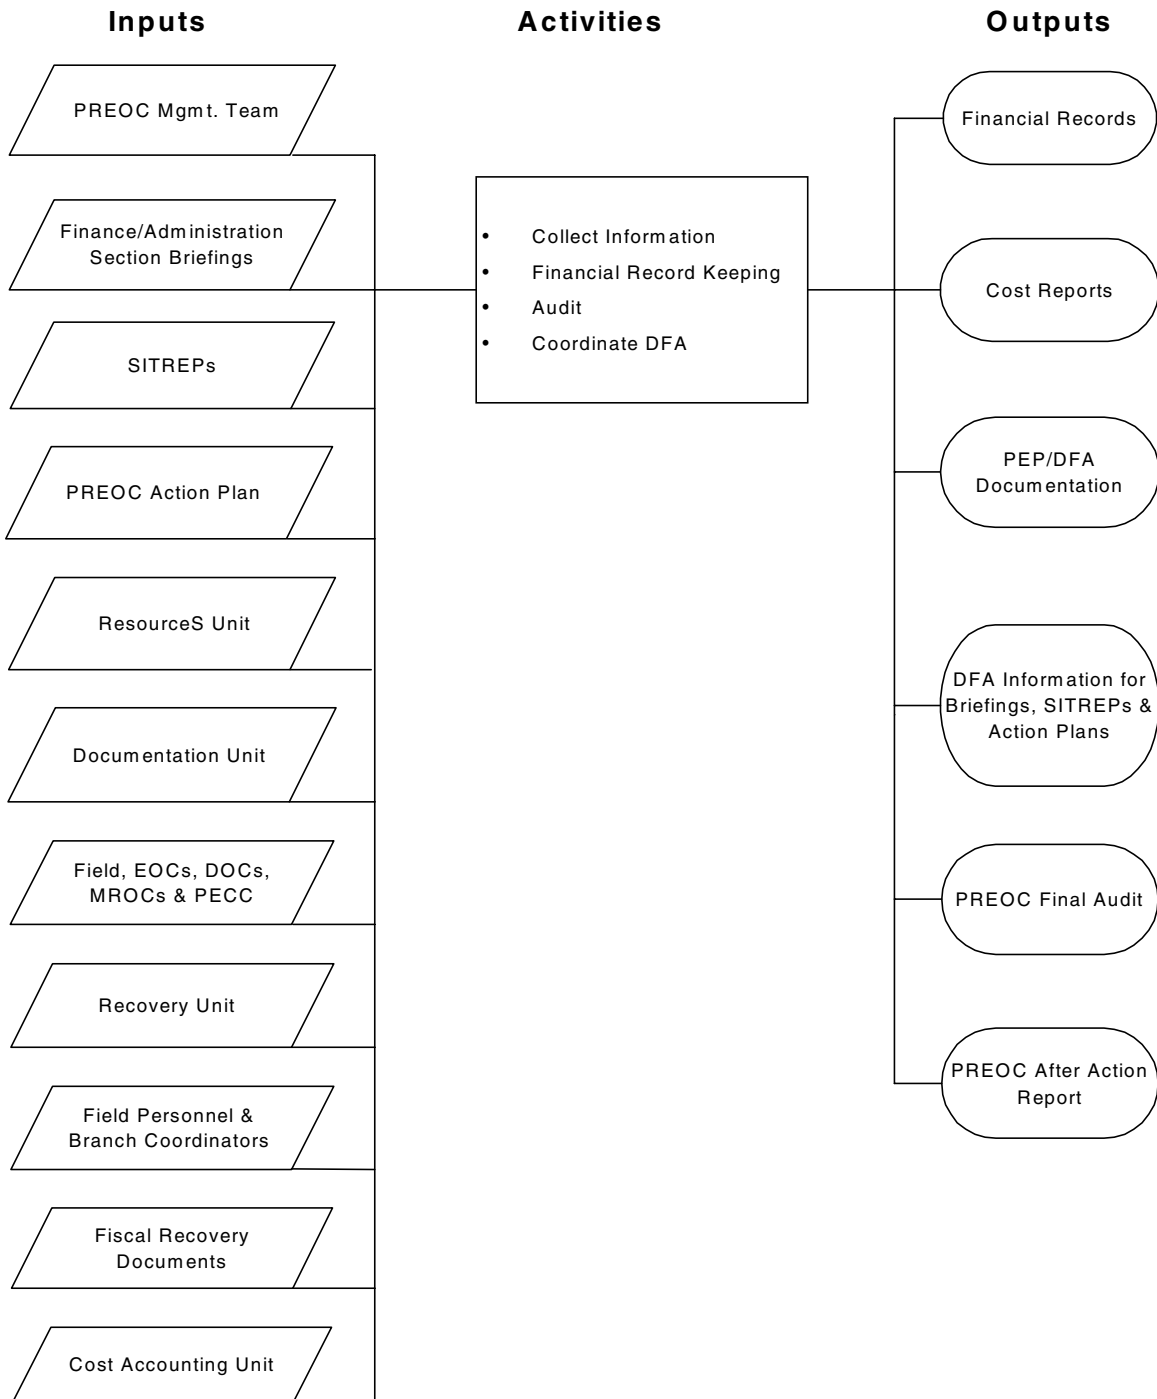 Inputs
Activities
Outputs
PREOC Mgmt. Team
Finance/Administration
Section Briefings
SITREPs
PREOC Action Plan
ResourceS Unit
Documentation Unit
Field, EOCs, DOCs,
MROCs & PECC
Recovery Unit
Field Personnel &
Branch Coordinators
Fiscal Recovery
Documents
Cost Accounting Unit
• Collect Information
• Financial Record Keeping
• Audit
• Coordinate DFA
Financial Records
Cost Reports
PEP/DFA
Documentation
DFA Information for
Briefings, SITREPs &
Action Plans
PREOC Final Audit
PREOC After Action
Report